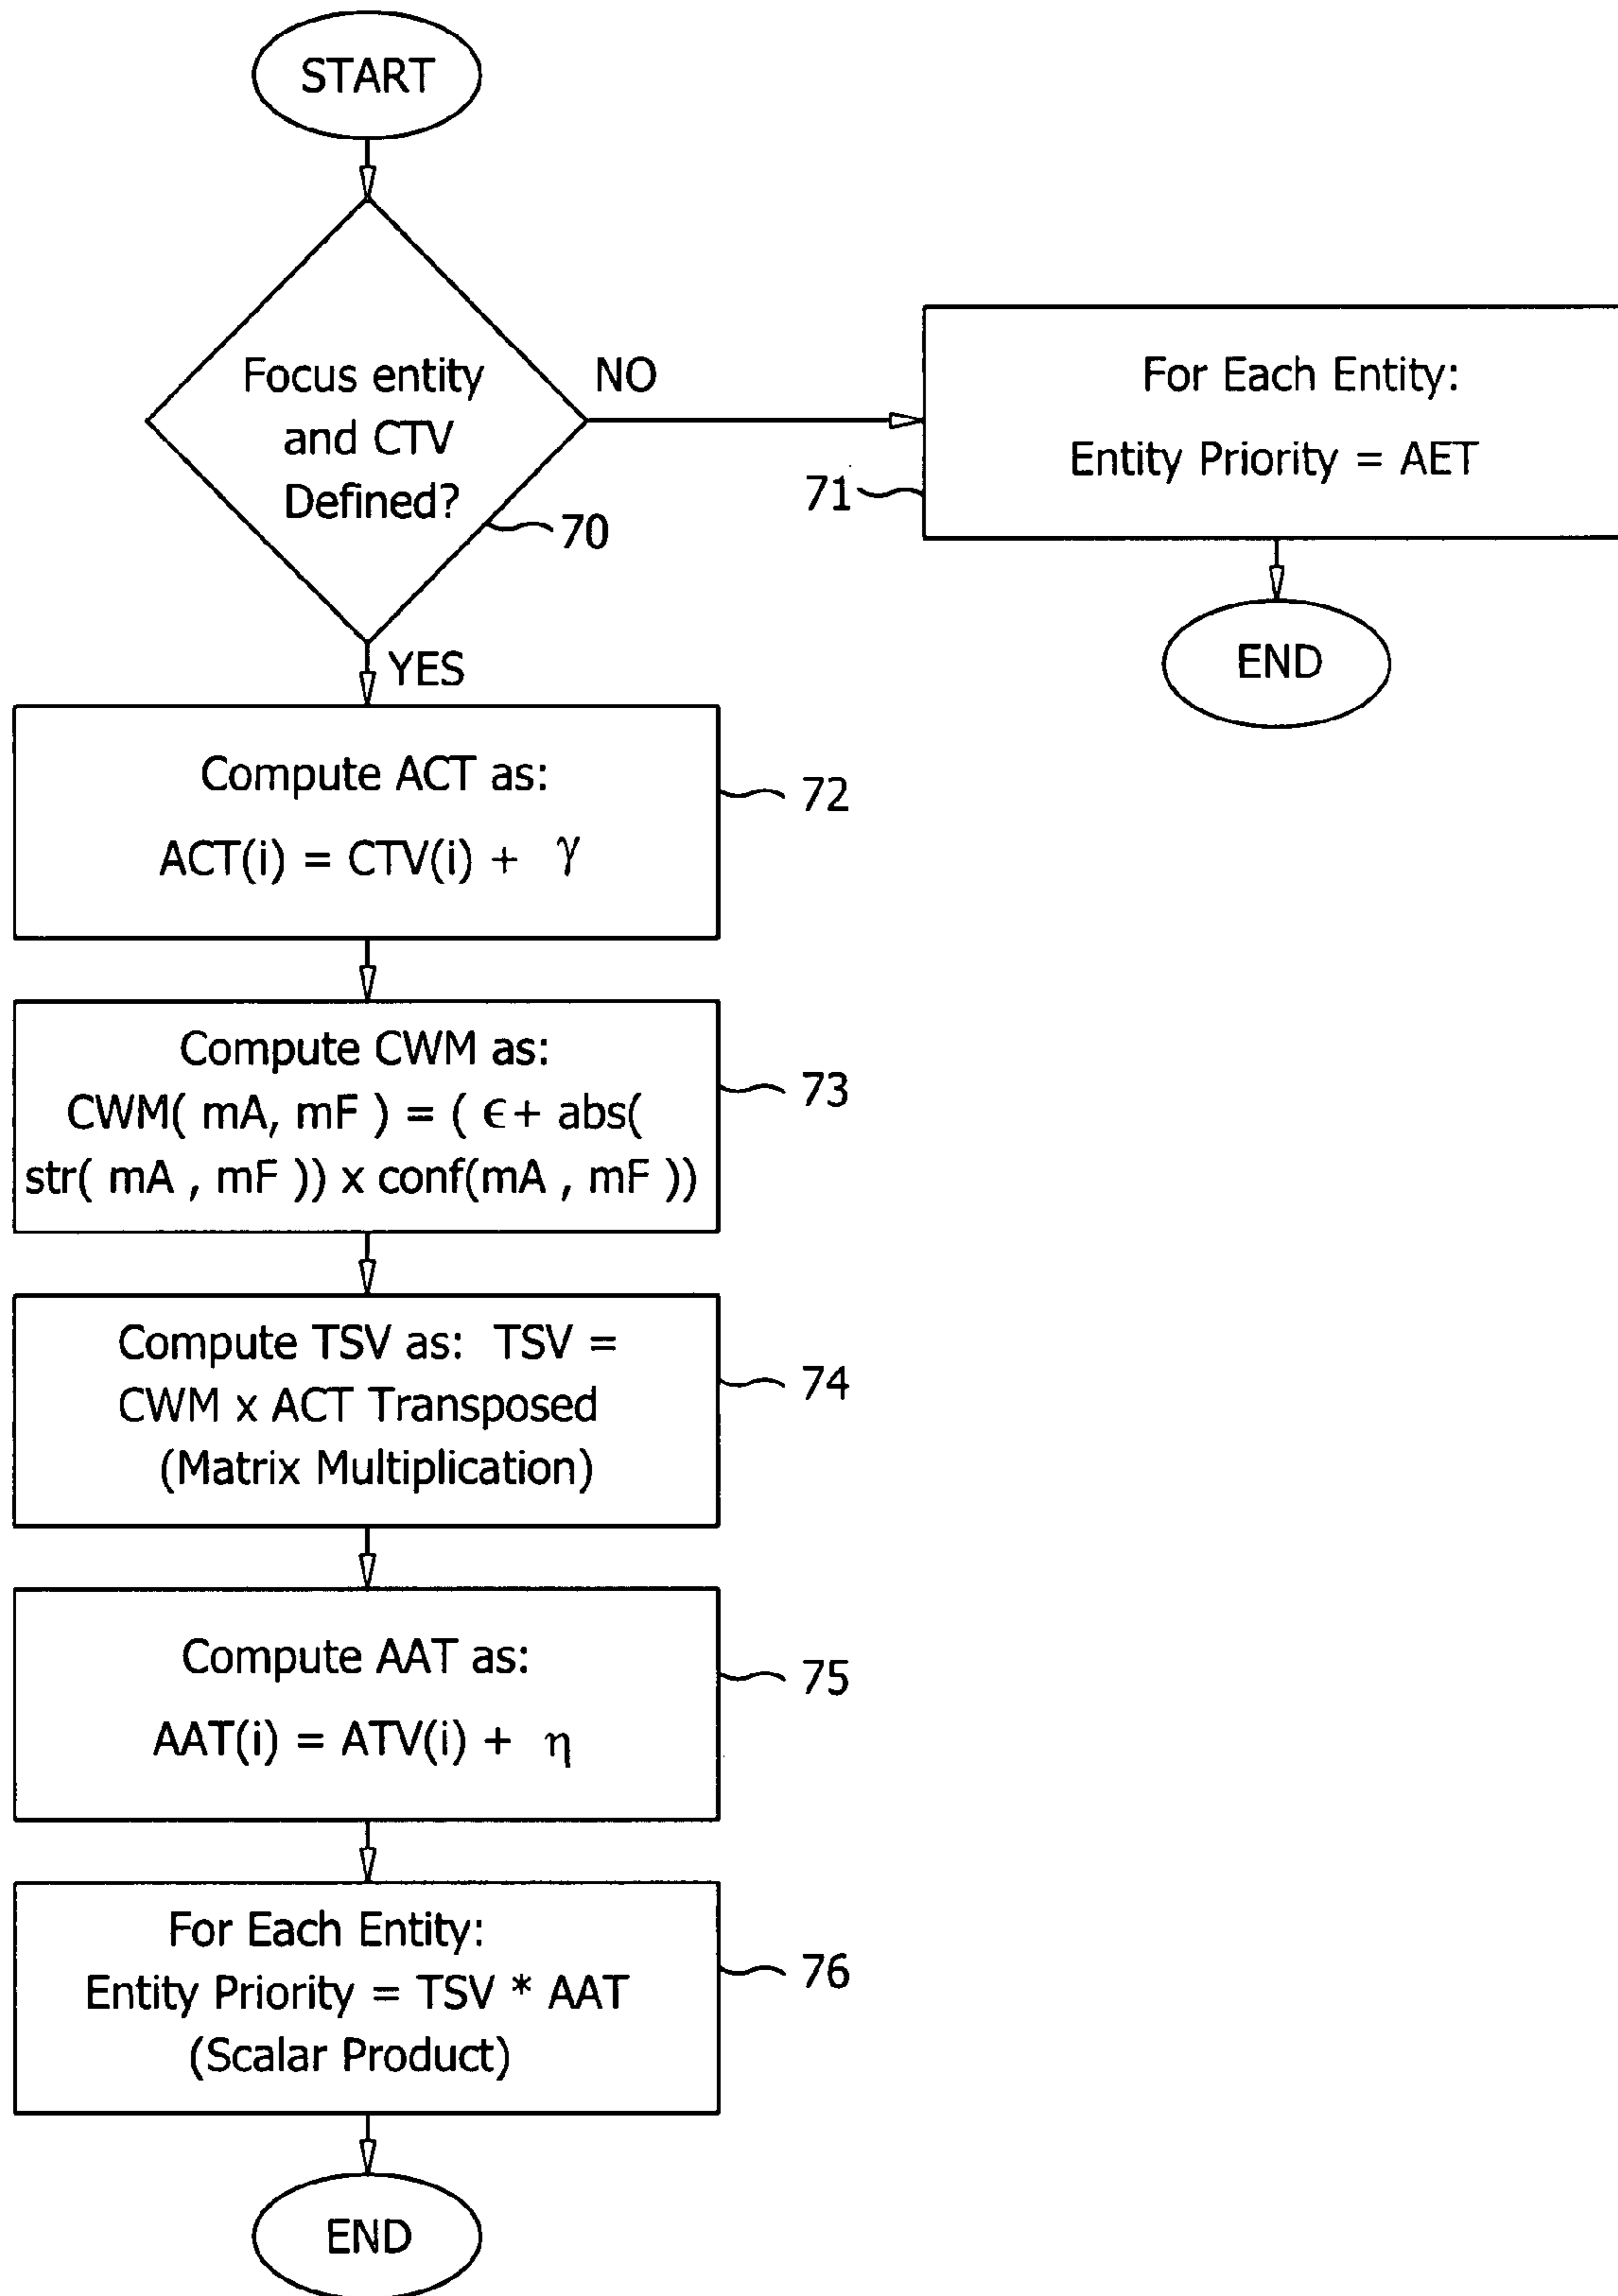 START
Focus entity
and CTV
Defined?
70
NO
For Each Entity:
Entity Priority = AET
71
END
YES
Compute ACT as:
ACT(i) = CTV(i) + γ
72
Compute CWM as:
CWM( mA, mF ) = ( ϵ + abs(
str( mA , mF )) x conf(mA , mF ))
73
Compute TSV as: TSV =
CWM x ACT Transposed
(Matrix Multiplication)
74
Compute AAT as:
AAT(i) = ATV(i) + η
75
For Each Entity:
Entity Priority = TSV * AAT
(Scalar Product)
76
END